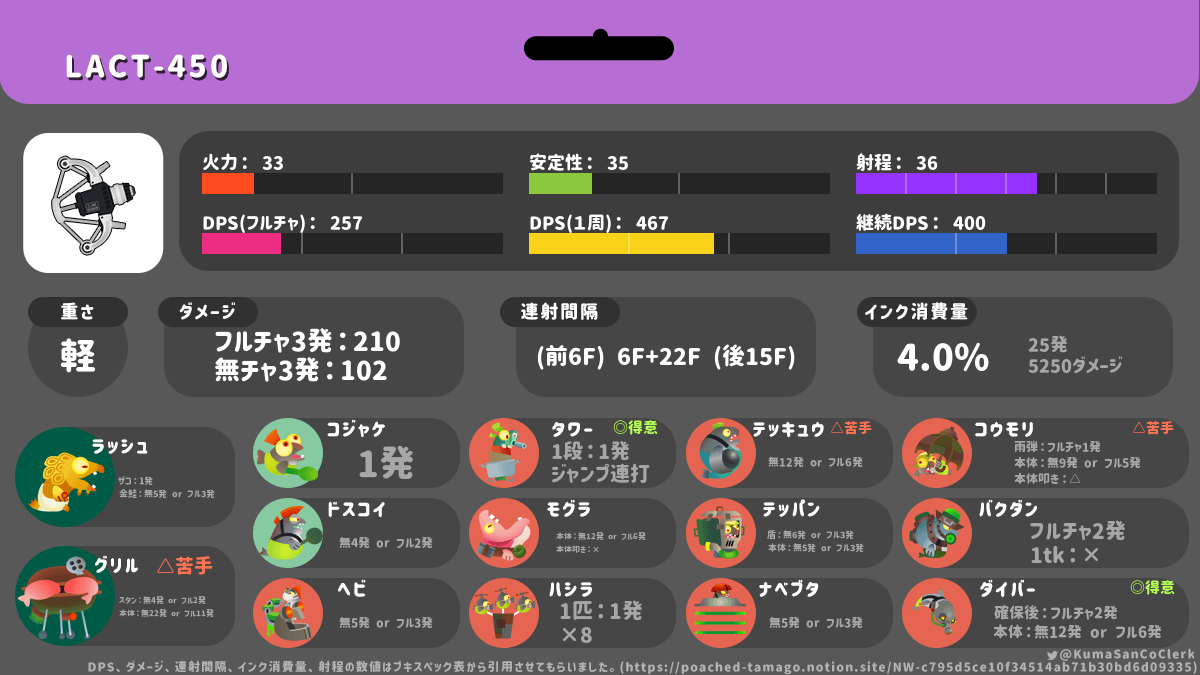 LACT-450
火力： 33
安定性： 35
射程： 36
DPS(フルチャ)： 257
DPS(1周)： 467
継続DPS： 400
重さ
軽
ダメージ
フルチャ3発：210
無チャ3発：102
連射間隔
(前6F) 6F+22F (後15F)
インク消費量
4.0%
25発
5250ダメージ
ラッシュ
ザコ：1発
金鮭：無5発 or フル3発
グリル △苦手
スタン：無4発 or フル2発
本体：無22発 or フル11発
コジャケ
1発
ドスコイ
無4発 or フル2発
ヘビ
無5発 or フル3発
タワー ◎得意
1段：1発
ジャンプ連打
モグラ
本体：無12発 or フル6発
本体叩き：×
ハシラ
1匹：1発
×8
テッキュウ △苦手
無12発 or フル6発
テッパン
盾：無6発 or フル3発
本体：無5発 or フル3発
ナベブタ
無5発 or フル3発
コウモリ △苦手
雨弾：フルチャ1発
本体：無9発 or フル5発
本体叩き：△
バクダン
フルチャ2発
1tk：×
ダイバー ◎得意
確保後：フルチャ2発
本体：無12発 or フル6発
@KumaSanCoClerk
DPS、ダメージ、連射間隔、インク消費量、射程の数値はブキスペック表から引用させてもらいました。(https://poached-tamago.notion.site/NW-c795d5ce10f34514ab71b30bd6d09335)